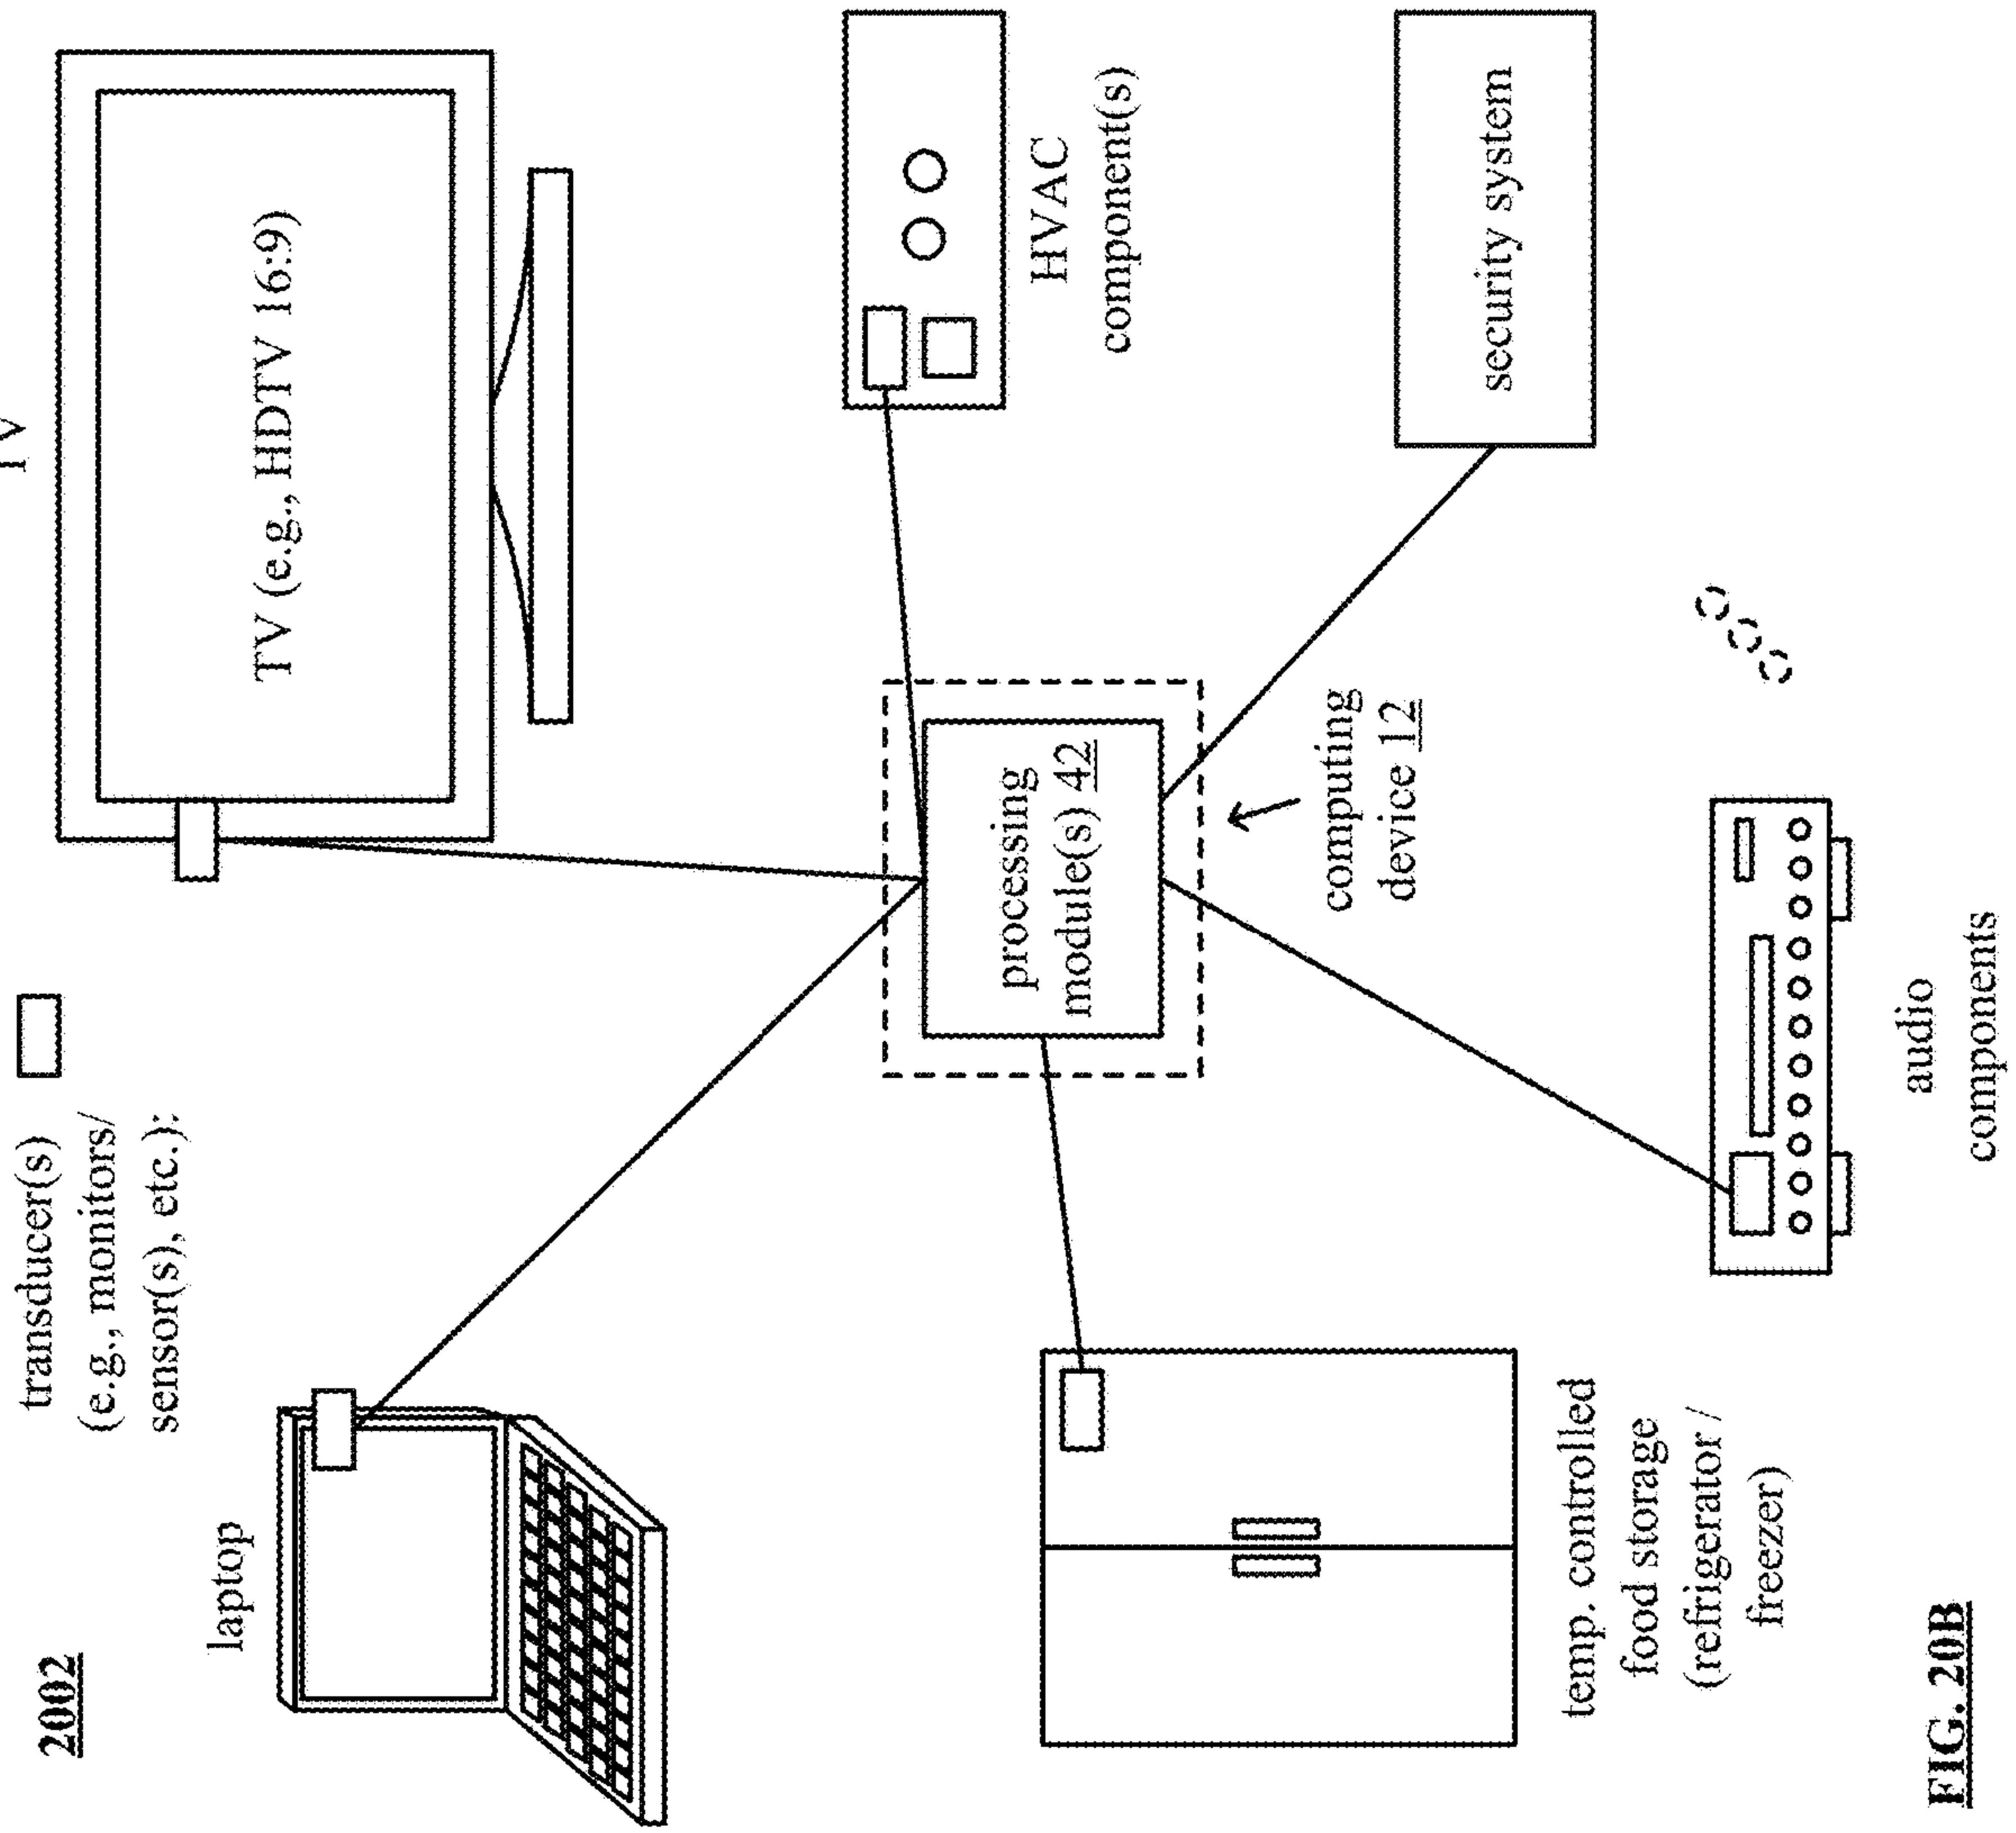 2002
transducer(s)
(e.g., monitors/
sensor(s), etc.):
TV
laptop
TV (e.g., HDTV 16:9)
processing
module(s) 42
HVAC
component(s)
computing
device 12
security system
temp. controlled
food storage
(refrigerator /
freezer)
audio
components
FIG. 20B